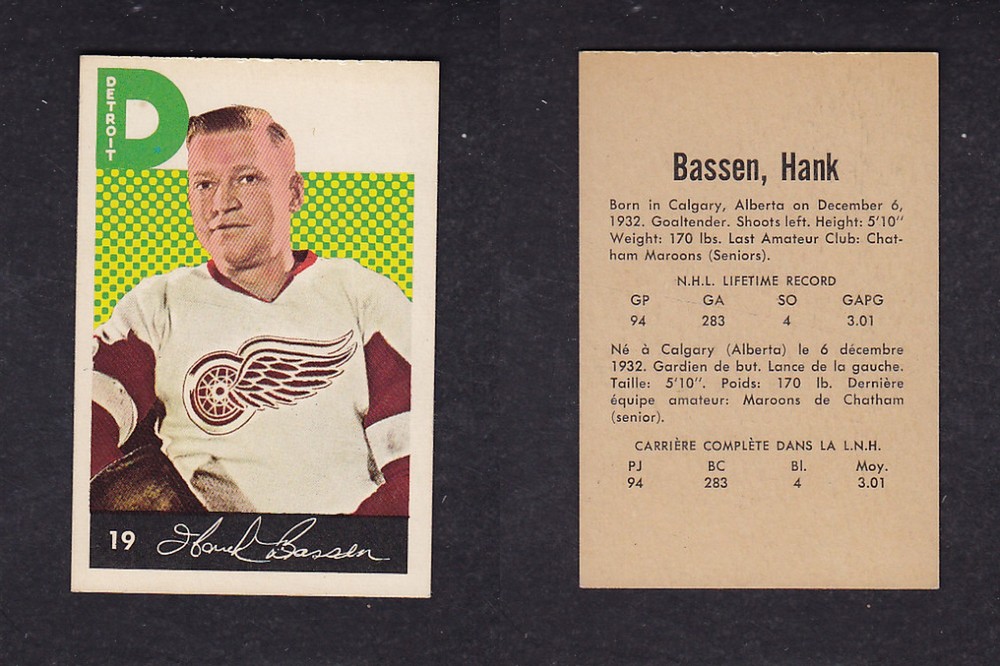 DETROIT
19 Hank Bassen
Bassen, Hank
Born in Calgary, Alberta on December 6,
1932. Goaltender. Shoots left. Height: 5'10"
Weight: 170 lbs. Last Amateur Club: Chat-
ham Maroons (Seniors).
N.H.L. LIFETIME RECORD
GP GA SO GAPG
94 283 4 3.01
Né à Calgary (Alberta) le 6 décembre
1932. Gardien de but. Lance de la gauche.
Taille: 5'10". Poids: 170 lb. Dernière
équipe amateur: Maroons de Chatham
(senior).
CARRIÈRE COMPLÈTE DANS LA L.N.H.
PJ BC Bl. Moy.
94 283 4 3.01